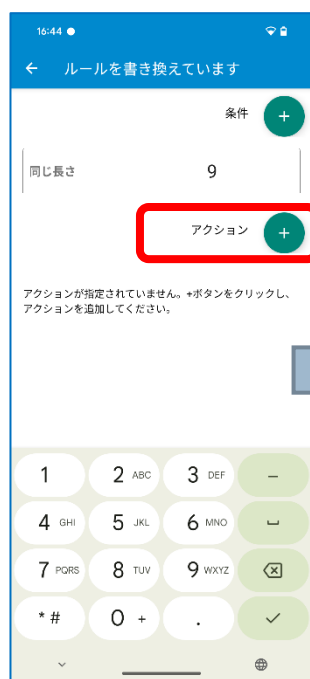 16:44
← ルールを書き換えています
条件 +
同じ長さ 9
アクション +
アクションが指定されていません。+ボタンをクリックし、
アクションを追加してください。
1 2 ABC 3 DEF –
4 GHI 5 JKL 6 MNO
7 PQRS 8 TUV 9 WXYZ
* # 0 + .